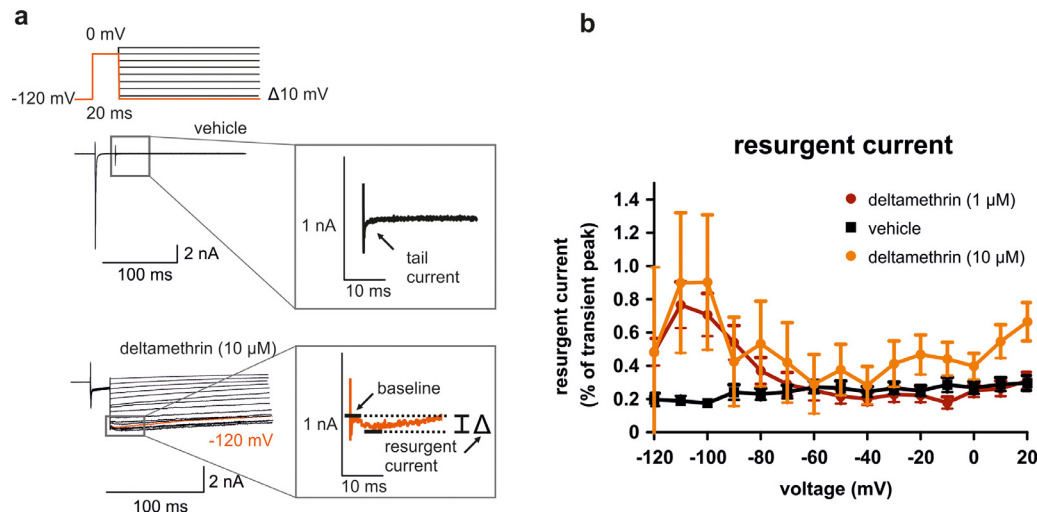 a
0 mV
-120 mV
Δ10 mV
20 ms
vehicle
2 nA
100 ms
1 nA
tail
current
10 ms
deltamethrin (10 µM)
-120 mV
2 nA
100 ms
baseline
1 nA
Δ
resurgent
current
10 ms
b
resurgent current
deltamethrin (1 µM)
vehicle
deltamethrin (10 µM)
resurgent current
(% of transient peak)
1.4
1.2
1.0
0.8
0.6
0.4
0.2
0
-120 -100 -80 -60 -40 -20 0 20
voltage (mV)